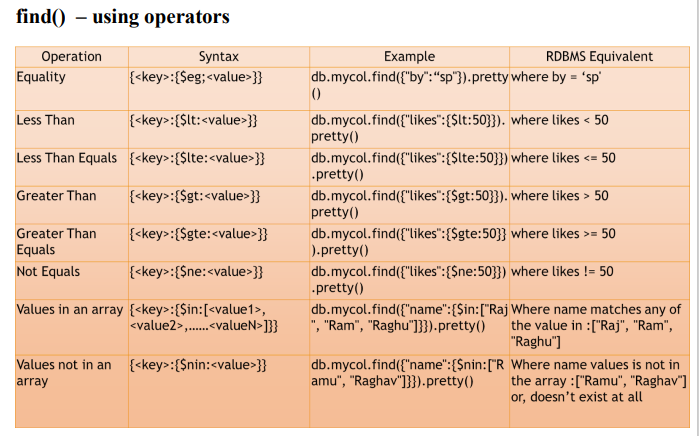 find()  – using operators
Operation Syntax Example RDBMS Equivalent
Equality {<key>:{$eg;<value>}} db.mycol.find({"by":“sp"}).pretty where by = ‘sp'
()
Less Than {<key>:{$lt:<value>}} db.mycol.find({"likes":{$lt:50}}). where likes < 50
pretty()
Less Than Equals {<key>:{$lte:<value>}} db.mycol.find({"likes":{$lte:50}}) where likes <= 50
.pretty()
Greater Than {<key>:{$gt:<value>}} db.mycol.find({"likes":{$gt:50}}). where likes > 50
pretty()
Greater Than {<key>:{$gte:<value>}} db.mycol.find({"likes":{$gte:50}} where likes >= 50
Equals ).pretty()
Not Equals {<key>:{$ne:<value>}} db.mycol.find({"likes":{$ne:50}}) where likes != 50
.pretty()
Values in an array {<key>:{$in:[<value1>, db.mycol.find({"name":{$in:["Raj Where name matches any of
<value2>,……<valueN>]}} ", "Ram", "Raghu"]}}).pretty() the value in :["Raj", "Ram",
"Raghu"]
Values not in an {<key>:{$nin:<value>}} db.mycol.find({"name":{$nin:["R Where name values is not in
array amu", "Raghav"]}}).pretty() the array :["Ramu", "Raghav"]
or, doesn’t exist at all